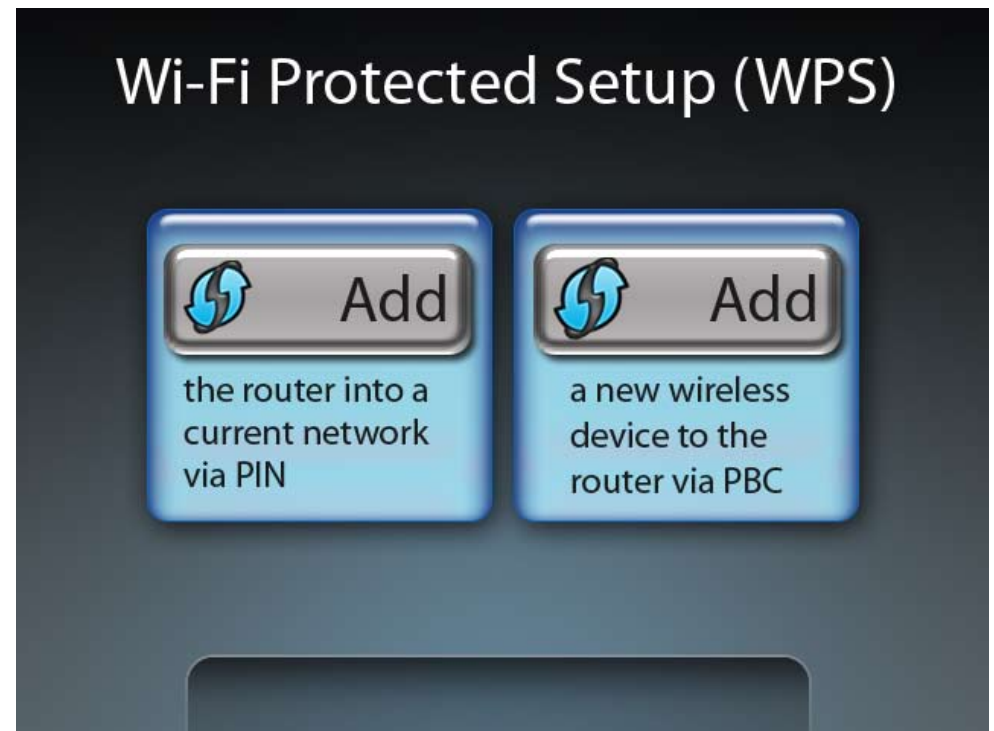 Wi-Fi Protected Setup (WPS)
Add
the router into a
current network
via PIN
Add
a new wireless
device to the
router via PBC